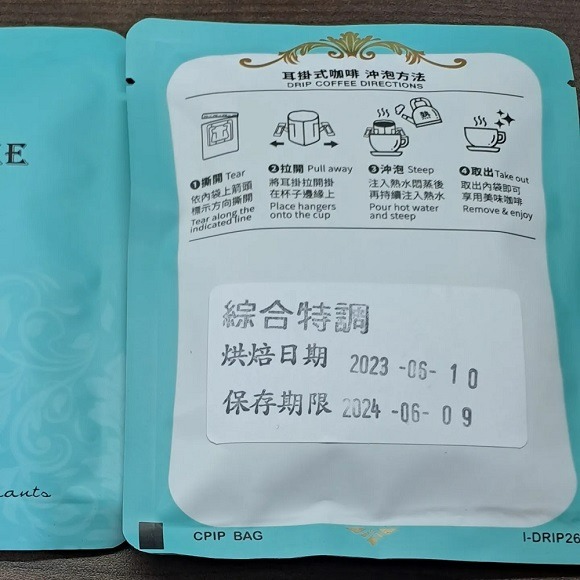 耳掛式咖啡 沖泡方法
DRIP COFFEE DIRECTIONS
熱
❶撕開 Tear
依內袋上箭頭
標示方向撕開
Tear along the
indicated line
❷拉開 Pull away
將耳掛拉開掛
在杯子邊緣上
Place hangers
onto the cup
❸沖泡 Steep
注入熱水悶蒸後
再持續注入熱水
Pour hot water
and steep
❹取出 Take out
取出內袋即可
享用美味咖啡
Remove & enjoy
綜合特調
烘焙日期 2023 -06- 10
保存期限 2024 -06- 09
CPIP BAG
I-DRIP26